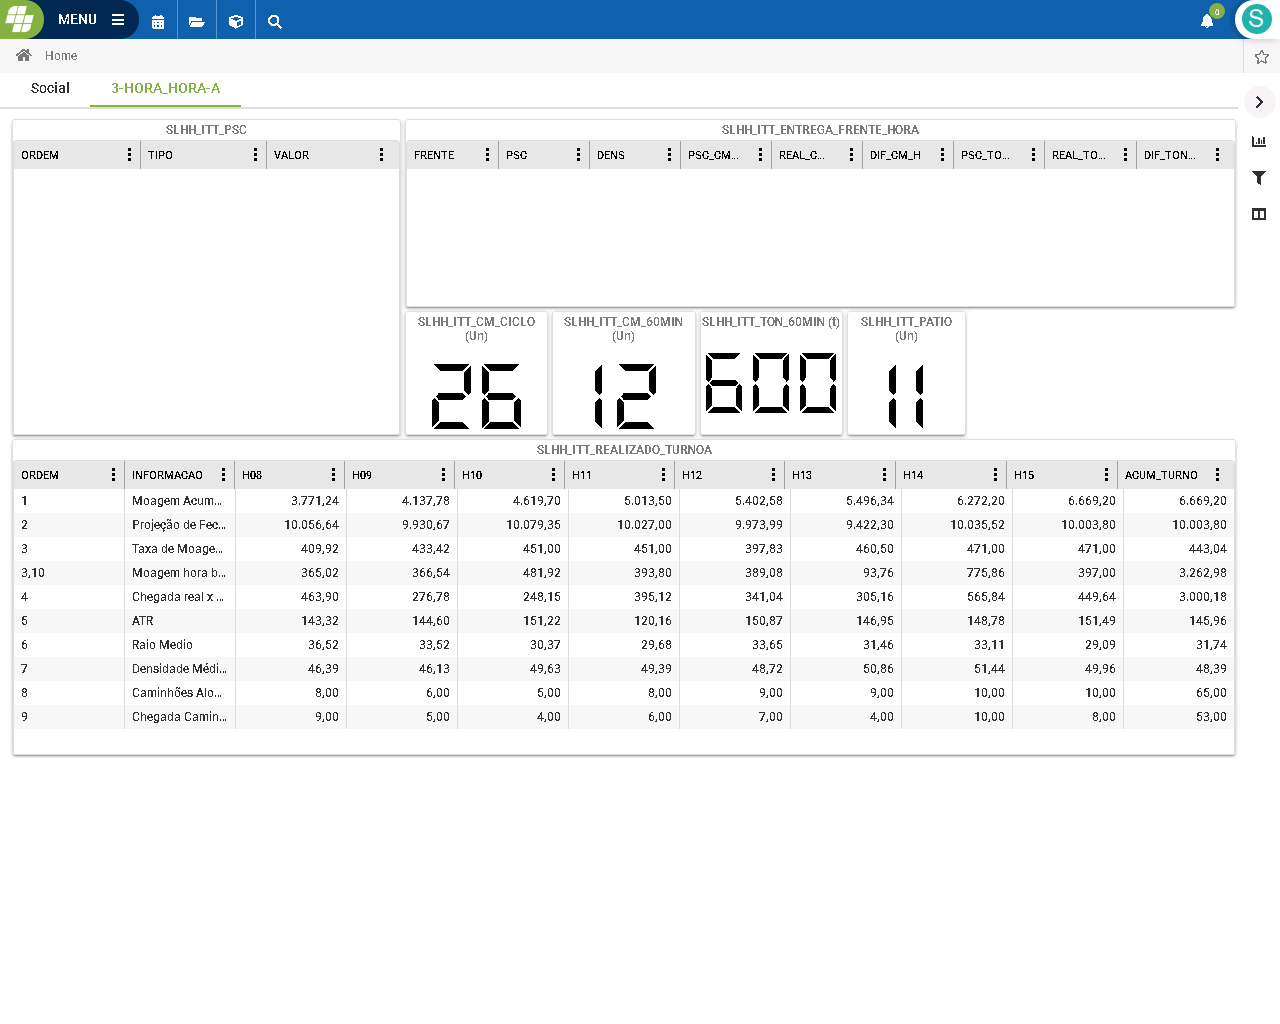 MENU
0
S
Home
Social
3-HORA_HORA-A
SLHH_ITT_PSC
ORDEM TIPO VALOR
SLHH_ITT_ENTREGA_FRENTE_HORA
FRENTE PSC DENS PSC_CM... REAL_C... DIF_CM_H PSC_TO... REAL_TO... DIF_TON...
SLHH_ITT_CM_CICLO (Un)
26
SLHH_ITT_CM_60MIN (Un)
12
SLHH_ITT_TON_60MIN (t)
600
SLHH_ITT_PATIO (Un)
11
SLHH_ITT_REALIZADO_TURNOA
ORDEM INFORMACAO H08 H09 H10 H11 H12 H13 H14 H15 ACUM_TURNO
1 Moagem Acum... 3.771,24 4.137,78 4.619,70 5.013,50 5.402,58 5.496,34 6.272,20 6.669,20 6.669,20
2 Projeção de Fec... 10.056,64 9.930,67 10.079,35 10.027,00 9.973,99 9.422,30 10.035,52 10.003,80 10.003,80
3 Taxa de Moage... 409,92 433,42 451,00 451,00 397,83 460,50 471,00 471,00 443,04
3,10 Moagem hora b... 365,02 366,54 481,92 393,80 389,08 93,76 775,86 397,00 3.262,98
4 Chegada real x ... 463,90 276,78 248,15 395,12 341,04 305,16 565,84 449,64 3.000,18
5 ATR 143,32 144,60 151,22 120,16 150,87 146,95 148,78 151,49 145,96
6 Raio Medio 36,52 33,52 30,37 29,68 33,65 31,46 33,11 29,09 31,74
7 Densidade Médi... 46,39 46,13 49,63 49,39 48,72 50,86 51,44 49,96 48,39
8 Caminhões Alo... 8,00 6,00 5,00 8,00 9,00 9,00 10,00 10,00 65,00
9 Chegada Camin... 9,00 5,00 4,00 6,00 7,00 4,00 10,00 8,00 53,00